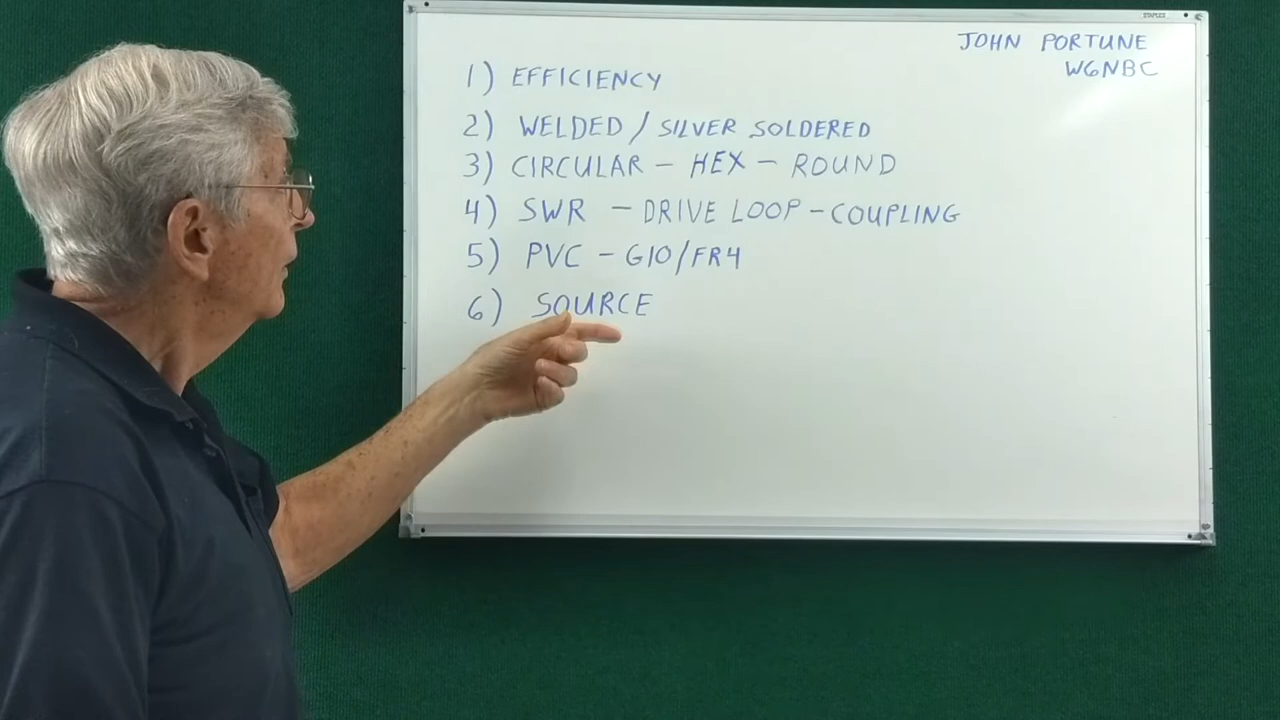 STAPLES
JOHN PORTUNE
W6NBC
1) EFFICIENCY
2) WELDED / SILVER SOLDERED
3) CIRCULAR - HEX - ROUND
4) SWR - DRIVE LOOP - COUPLING
5) PVC - G10/FR4
6) SOURCE